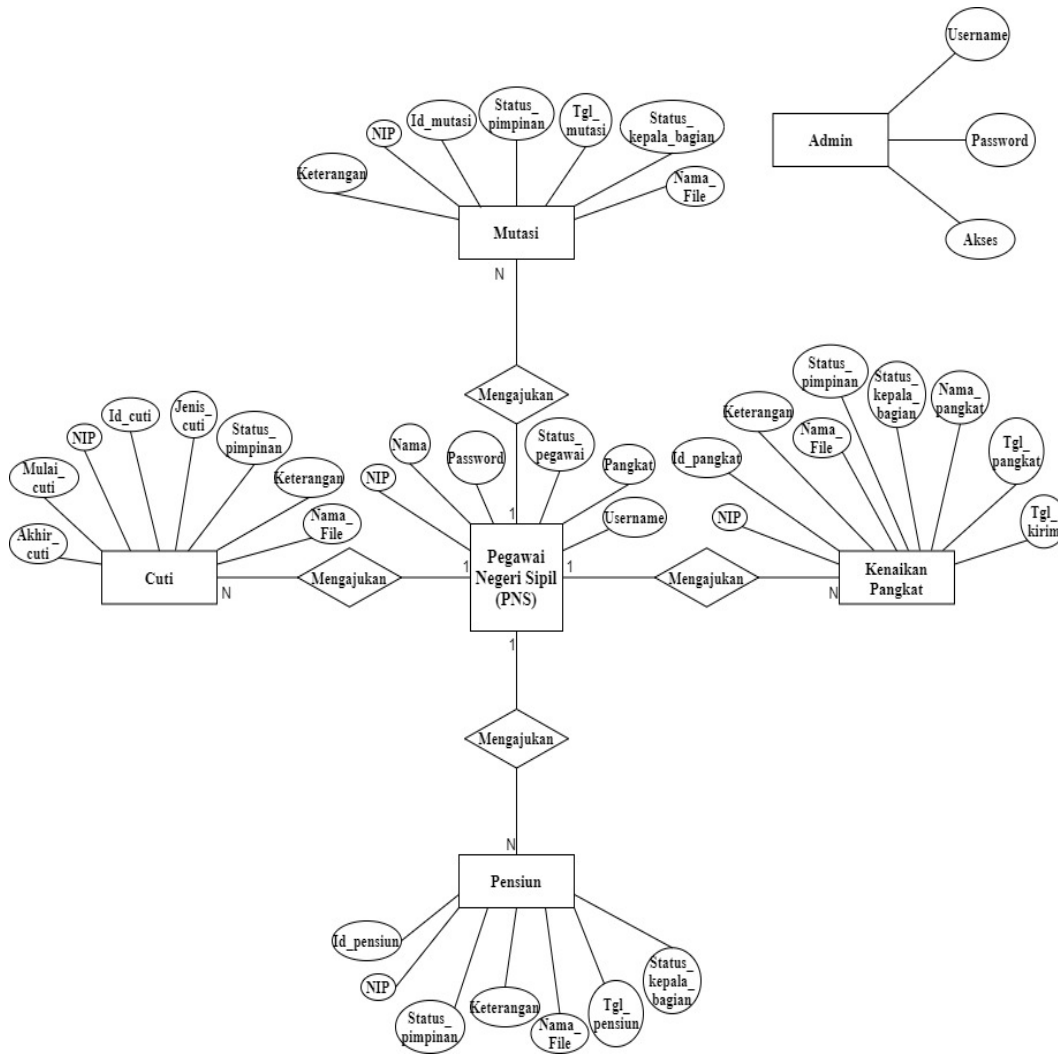 Username
Admin
Password
Akses
Status_
pimpinan
Tgl_
mutasi
Id_mutasi
NIP
Status_
kepala_bagian
Keterangan
Nama_
File
Mutasi
N
Mengajukan
Status_
pimpinan
Status_
kepala_
bagian
Nama_
pangkat
Keterangan
Nama_
File
Tgl_
pangkat
Id_pangkat
NIP
Tgl_
kirim
Kenaikan
Pangkat
N
Mengajukan
1
Jenis_
cuti
Id_cuti
NIP
Status_
pimpinan
Mulai_
cuti
Keterangan
Akhir_
cuti
Nama_
File
Cuti
N
Mengajukan
1
Nama
Password
Status_
pegawai
NIP
Pangkat
Username
1
Pegawai
Negeri Sipil
(PNS)
1
Mengajukan
N
Pensiun
Id_pensiun
NIP
Status_
pimpinan
Keterangan
Nama_
File
Tgl_
pensiun
Status_
kepala_
bagian